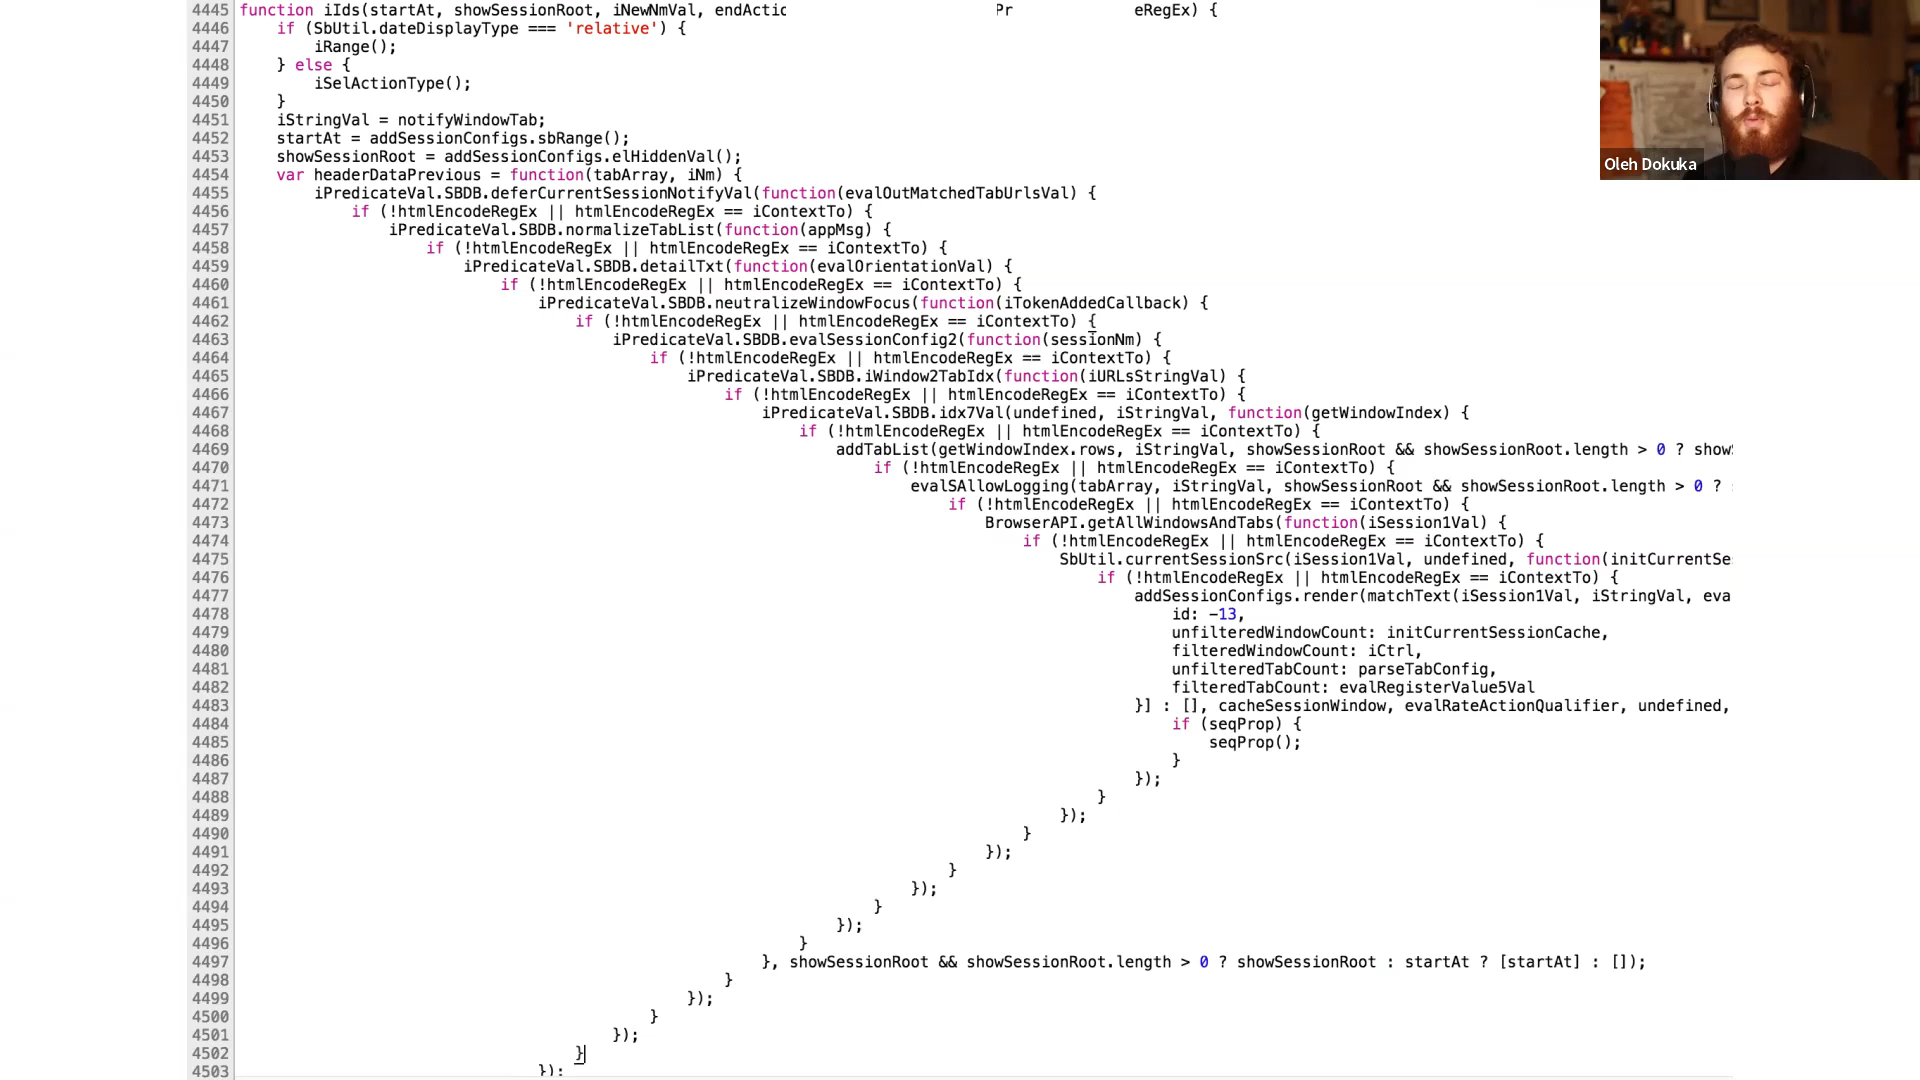 4445 function iIds(startAt, showSessionRoot, iNewNmVal, endActio Pr eRegEx) {
4446 if (SbUtil.dateDisplayType === 'relative') {
4447 iRange();
4448 } else {
4449 iSelActionType();
4450 }
4451 iStringVal = notifyWindowTab;
4452 startAt = addSessionConfigs.sbRange();
4453 showSessionRoot = addSessionConfigs.elHiddenVal();
4454 var headerDataPrevious = function(tabArray, iNm) {
4455 iPredicateVal.SBDB.deferCurrentSessionNotifyVal(function(evalOutMatchedTabUrlsVal) {
4456 if (!htmlEncodeRegEx || htmlEncodeRegEx == iContextTo) {
4457 iPredicateVal.SBDB.normalizeTabList(function(appMsg) {
4458 if (!htmlEncodeRegEx || htmlEncodeRegEx == iContextTo) {
4459 iPredicateVal.SBDB.detailTxt(function(evalOrientationVal) {
4460 if (!htmlEncodeRegEx || htmlEncodeRegEx == iContextTo) {
4461 iPredicateVal.SBDB.neutralizeWindowFocus(function(iTokenAddedCallback) {
4462 if (!htmlEncodeRegEx || htmlEncodeRegEx == iContextTo) {
4463 iPredicateVal.SBDB.evalSessionConfig2(function(sessionNm) {
4464 if (!htmlEncodeRegEx || htmlEncodeRegEx == iContextTo) {
4465 iPredicateVal.SBDB.iWindow2TabIdx(function(iURLsStringVal) {
4466 if (!htmlEncodeRegEx || htmlEncodeRegEx == iContextTo) {
4467 iPredicateVal.SBDB.idx7Val(undefined, iStringVal, function(getWindowIndex) {
4468 if (!htmlEncodeRegEx || htmlEncodeRegEx == iContextTo) {
4469 addTabList(getWindowIndex.rows, iStringVal, showSessionRoot && showSessionRoot.length > 0 ? show
4470 if (!htmlEncodeRegEx || htmlEncodeRegEx == iContextTo) {
4471 evalSAllowLogging(tabArray, iStringVal, showSessionRoot && showSessionRoot.length > 0 ?
4472 if (!htmlEncodeRegEx || htmlEncodeRegEx == iContextTo) {
4473 BrowserAPI.getAllWindowsAndTabs(function(iSession1Val) {
4474 if (!htmlEncodeRegEx || htmlEncodeRegEx == iContextTo) {
4475 SbUtil.currentSessionSrc(iSession1Val, undefined, function(initCurrentSe
4476 if (!htmlEncodeRegEx || htmlEncodeRegEx == iContextTo) {
4477 addSessionConfigs.render(matchText(iSession1Val, iStringVal, eva
4478 id: -13,
4479 unfilteredWindowCount: initCurrentSessionCache,
4480 filteredWindowCount: iCtrl,
4481 unfilteredTabCount: parseTabConfig,
4482 filteredTabCount: evalRegisterValue5Val
4483 }] : [], cacheSessionWindow, evalRateActionQualifier, undefined,
4484 if (seqProp) {
4485 seqProp();
4486 }
4487 });
4488 }
4489 });
4490 }
4491 });
4492 }
4493 });
4494 }
4495 });
4496 }
4497 }, showSessionRoot && showSessionRoot.length > 0 ? showSessionRoot : startAt ? [startAt] : []);
4498 }
4499 });
4500 }
4501 });
4502 }
4503 });
Oleh Dokuka